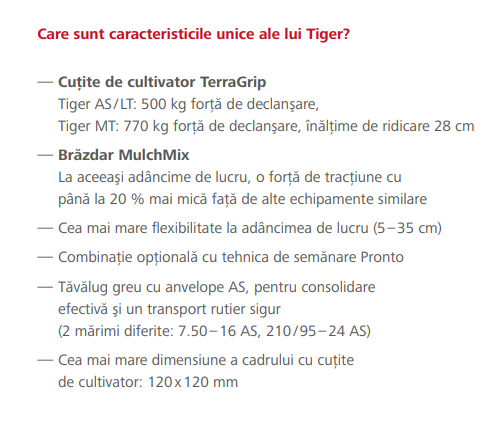 Care sunt caracteristicile unice ale lui Tiger?
— Cuțite de cultivator TerraGrip
Tiger AS/LT: 500 kg forță de declanşare,
Tiger MT: 770 kg forță de declanşare, înălțime de ridicare 28 cm
— Brăzdar MulchMix
La aceeaşi adâncime de lucru, o forță de tracțiune cu
până la 20 % mai mică față de alte echipamente similare
— Cea mai mare flexibilitate la adâncimea de lucru (5–35 cm)
— Combinație opțională cu tehnica de semănare Pronto
— Tăvălug greu cu anvelope AS, pentru consolidare
efectivă şi un transport rutier sigur
(2 mărimi diferite: 7.50–16 AS, 210/95–24 AS)
— Cea mai mare dimensiune a cadrului cu cuțite
de cultivator: 120x120 mm